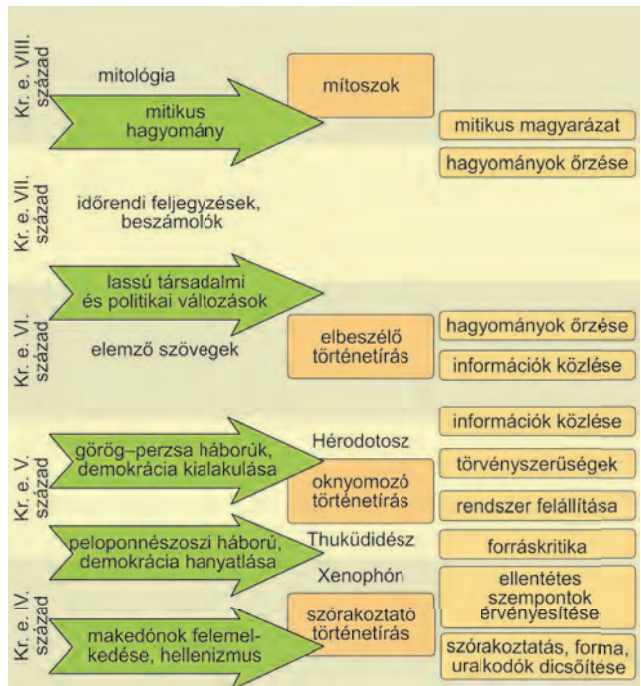 Kr. e. VIII.
század
mitológia
mitikus
hagyomány
mítoszok
mitikus magyarázat
hagyományok őrzése
Kr. e. VII.
század
időrendi feljegyzések,
beszámolók
lassú társadalmi
és politikai változások
Kr. e. VI.
század
elemző szövegek
elbeszélő
történetírás
hagyományok őrzése
információk közlése
Kr. e. V.
század
görög–perzsa háborúk,
demokrácia kialakulása
Hérodotosz
oknyomozó
történetírás
információk közlése
törvényszerűségek
rendszer felállítása
peloponnészoszi háború,
demokrácia hanyatlása
Thuküdidész
forráskritika
Xenophón
ellentétes
szempontok
érvényesítése
Kr. e. IV.
század
makedónok felemel-
kedése, hellenizmus
szórakoztató
történetírás
szórakoztatás, forma,
uralkodók dicsőítése